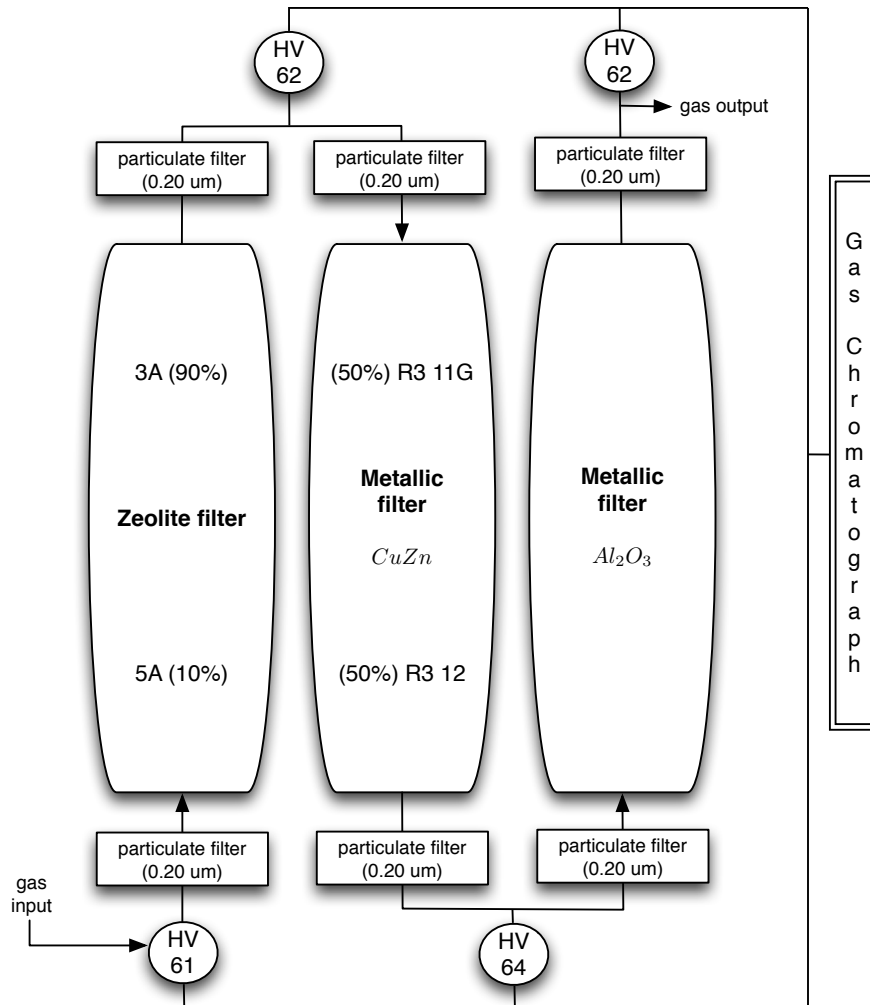 HV
62
HV
62
gas output
particulate filter
(0.20 um)
particulate filter
(0.20 um)
particulate filter
(0.20 um)
3A (90%)
Zeolite filter
5A (10%)
(50%) R3 11G
Metallic
filter
CuZn
(50%) R3 12
Metallic
filter
Al₂O₃
Gas Chromatograph
particulate filter
(0.20 um)
particulate filter
(0.20 um)
particulate filter
(0.20 um)
gas
input
HV
61
HV
64